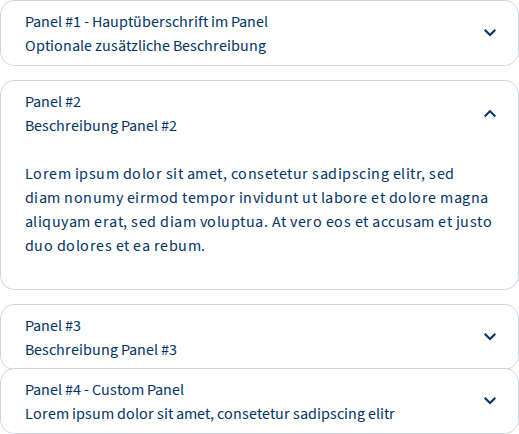 Panel #1 - Hauptüberschrift im Panel
Optionale zusätzliche Beschreibung
Panel #2
Beschreibung Panel #2
Lorem ipsum dolor sit amet, consetetur sadipscing elitr, sed
diam nonumy eirmod tempor invidunt ut labore et dolore magna
aliquyam erat, sed diam voluptua. At vero eos et accusam et justo
duo dolores et ea rebum.
Panel #3
Beschreibung Panel #3
Panel #4 - Custom Panel
Lorem ipsum dolor sit amet, consetetur sadipscing elitr